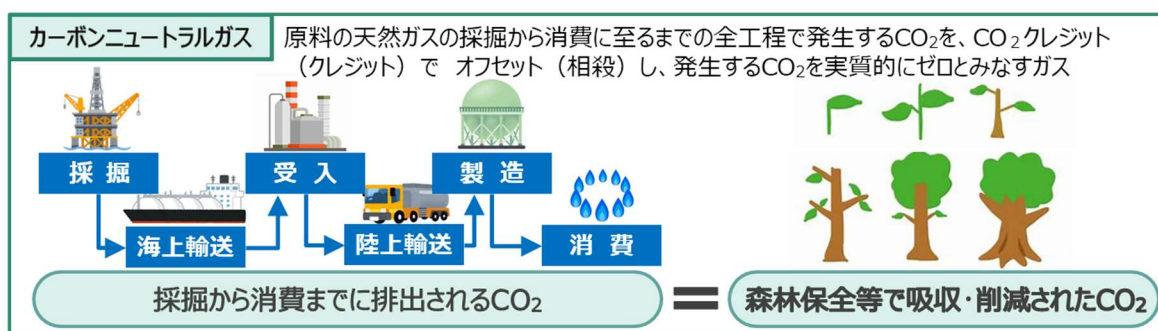 カーボンニュートラルガス
原料の天然ガスの採掘から消費に至るまでの全工程で発生するCO₂を、CO₂クレジット
（クレジット）で オフセット（相殺）し、発生するCO₂を実質的にゼロとみなすガス
採 掘
受 入
製 造
海上輸送
陸上輸送
消 費
採掘から消費までに排出されるCO₂
=
森林保全等で吸収・削減されたCO₂